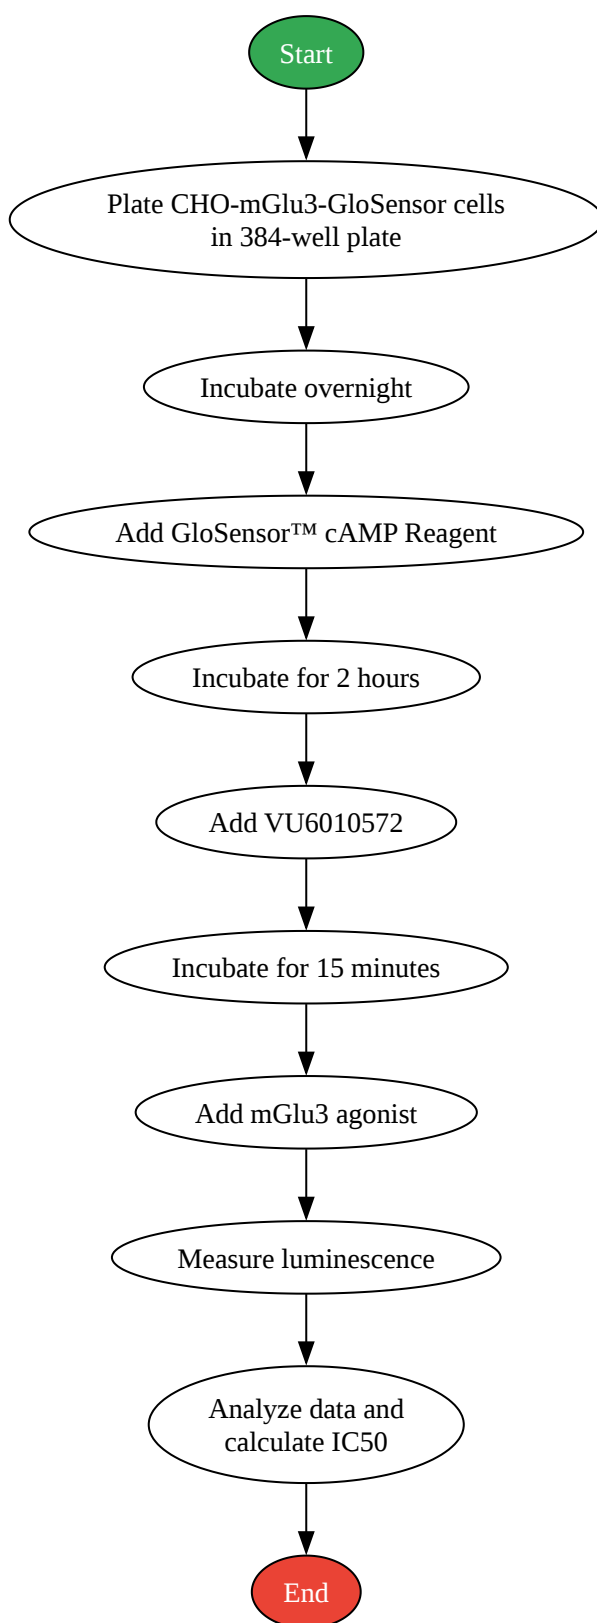 Start
Plate CHO-mGlu3-GloSensor cells
in 384-well plate
Incubate overnight
Add GloSensor™ cAMP Reagent
Incubate for 2 hours
Add VU6010572
Incubate for 15 minutes
Add mGlu3 agonist
Measure luminescence
Analyze data and
calculate IC50
End